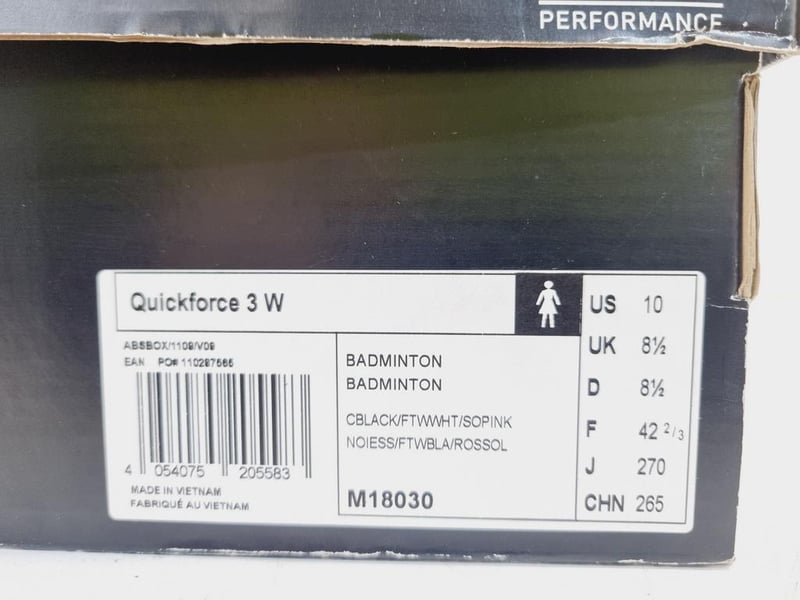 PERFORMANCE
Quickforce 3 W
ABSBOX/1109/V09
EAN PO# 110287565
4 054075 205583
MADE IN VIETNAM
FABRIQUÉ AU VIETNAM
BADMINTON
BADMINTON
CBLACK/FTWWHT/SOPINK
NOIESS/FTWBLA/ROSSOL
M18030
US 10
UK 8½
D 8½
F 42 2/3
J 270
CHN 265